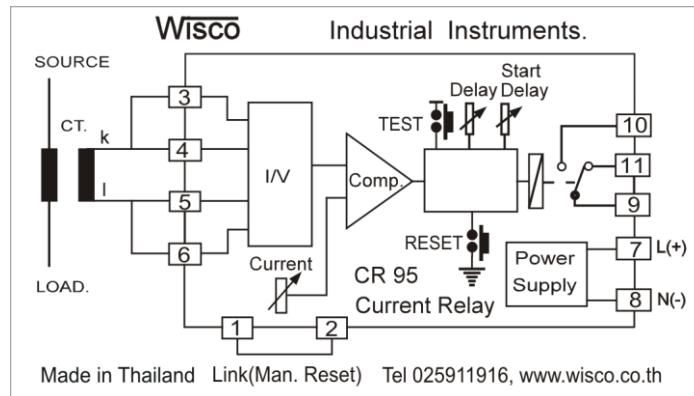 WISCO Industrial Instruments.
SOURCE
CT.
k
l
LOAD.
3
4
5
6
I/V
Current
Comp.
TEST
Delay
Start
Delay
RESET
CR 95
Current Relay
10
11
9
7 L(+)
8 N(-)
Power
Supply
1 2
Made in Thailand Link(Man. Reset) Tel 025911916, www.wisco.co.th